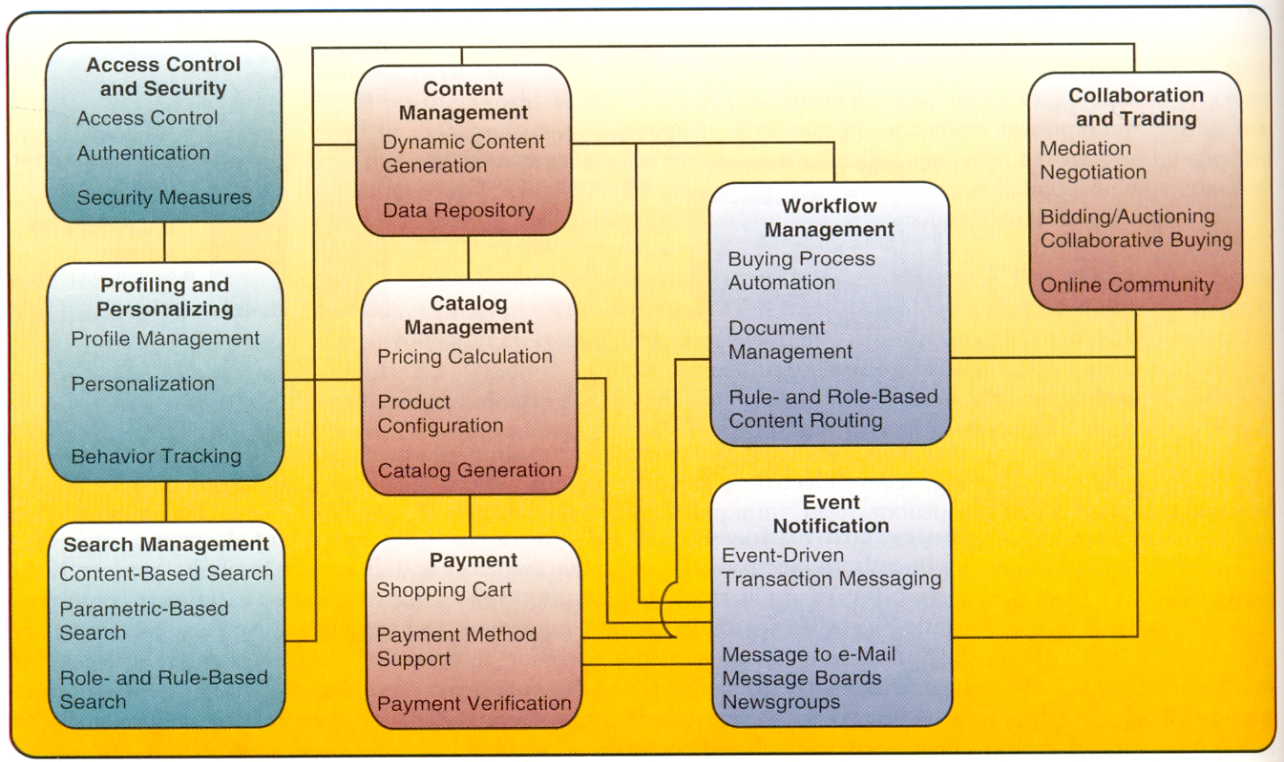 Access Control
and Security
Access Control
Authentication
Security Measures
Profiling and
Personalizing
Profile Management
Personalization
Behavior Tracking
Search Management
Content-Based Search
Parametric-Based
Search
Role- and Rule-Based
Search
Content
Management
Dynamic Content
Generation
Data Repository
Catalog
Management
Pricing Calculation
Product
Configuration
Catalog Generation
Payment
Shopping Cart
Payment Method
Support
Payment Verification
Workflow
Management
Buying Process
Automation
Document
Management
Rule- and Role-Based
Content Routing
Event
Notification
Event-Driven
Transaction Messaging
Message to e-Mail
Message Boards
Newsgroups
Collaboration
and Trading
Mediation
Negotiation
Bidding/Auctioning
Collaborative Buying
Online Community